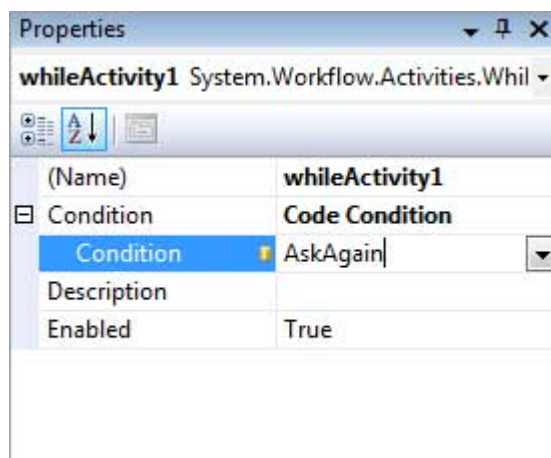 Properties
whileActivity1 System.Workflow.Activities.Whil
(Name) whileActivity1
Condition Code Condition
Condition AskAgain
Description
Enabled True